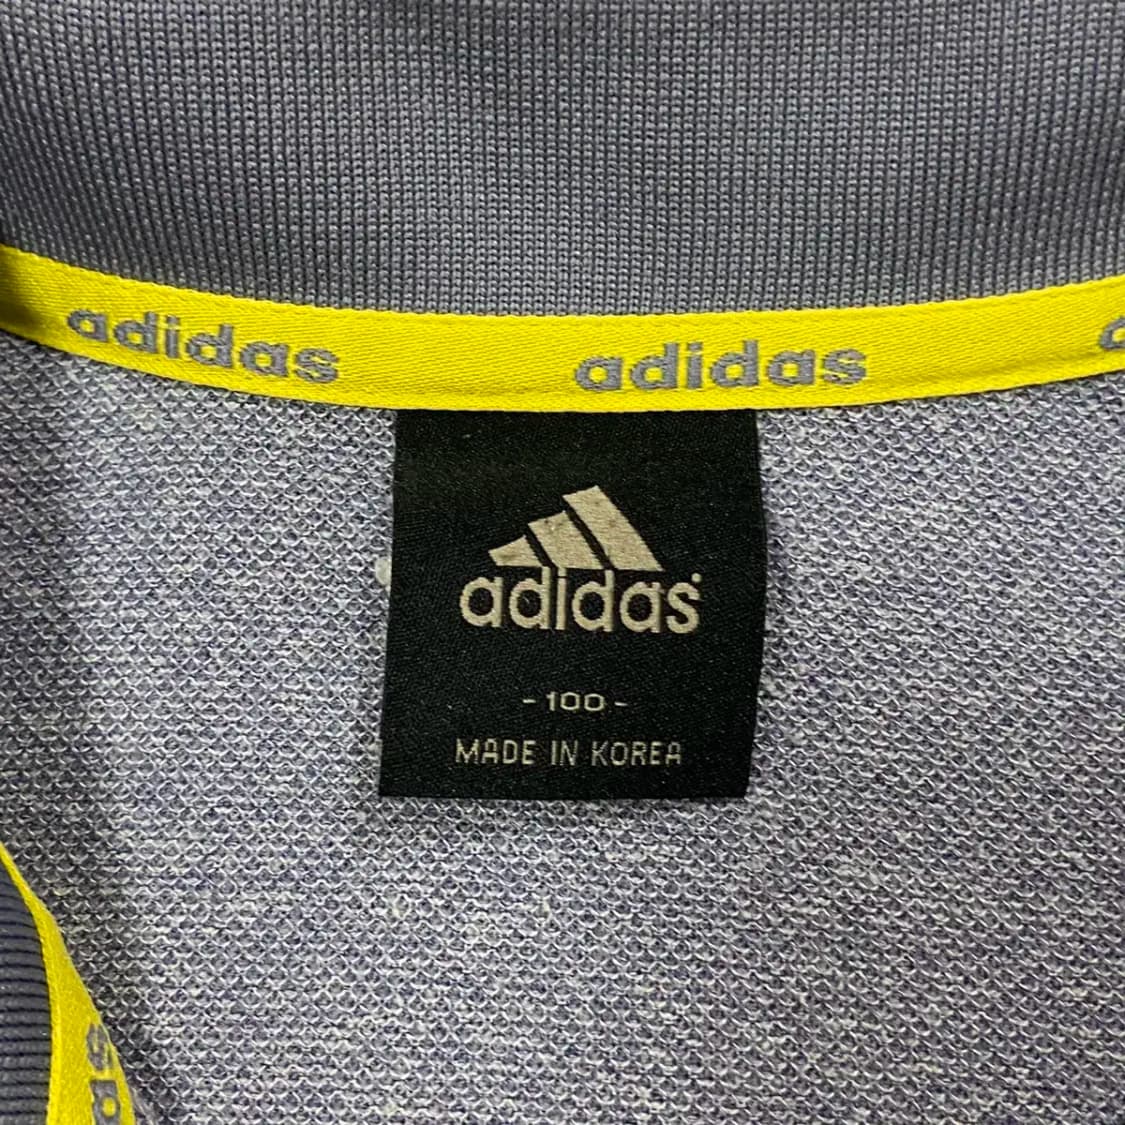 adidas adidas
adidas
- 100 -
MADE IN KOREA